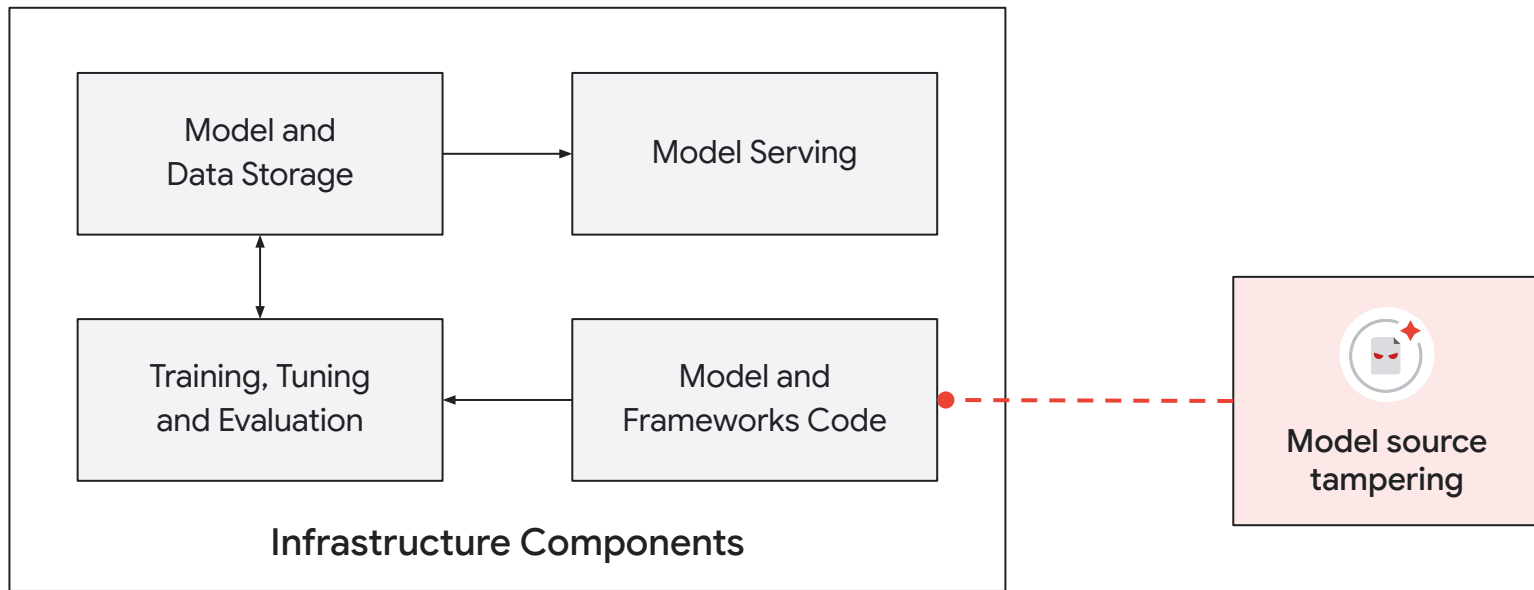 Model and
Data Storage
Model Serving
Training, Tuning
and Evaluation
Model and
Frameworks Code
Model source
tampering
Infrastructure Components